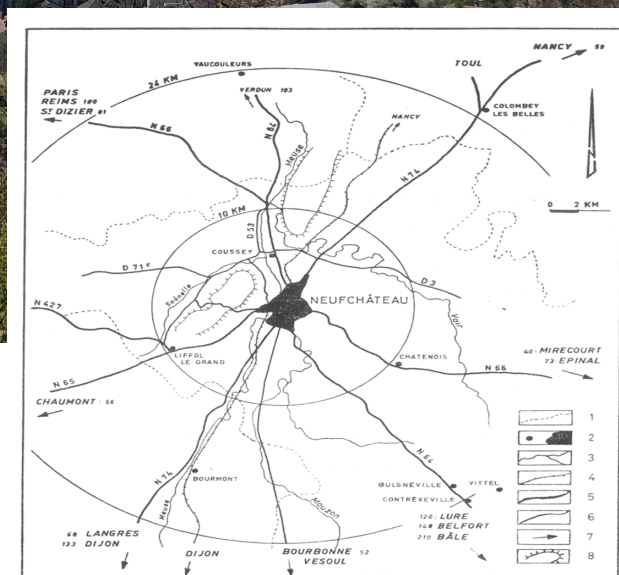 NANCY 58
TOUL
VAUCOULEURS
24 KM
PARIS
REIMS 180
ST DIZIER 81
VERDUN 103
NANCY
COLOMBEY
LES BELLES
N 66
N 64
Meuse
N 74
0 2 KM
10 KM
D 53
COUSSEY
D 71E
D 3
Saônelle
NEUFCHÂTEAU
N 427
Vair
LIFFOL
LE GRAND
CHATENOIS
40: MIRECOURT
73: EPINAL
N 65
N 66
CHAUMONT 56
N 64
1
2
3
4
5
6
7
8
N 74
BOURMONT
BULGNÉVILLE
VITTEL
CONTRÉXEVILLE
Meuse
Mouzon
120: LURE
148 BELFORT
210 BÂLE
68 LANGRES
133 DIJON
DIJON
BOURBONNE 52
VESOUL